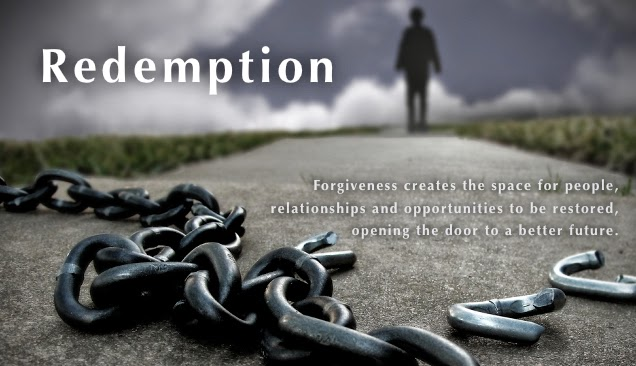 Redemption
Forgiveness creates the space for people,
relationships and opportunities to be restored,
opening the door to a better future.